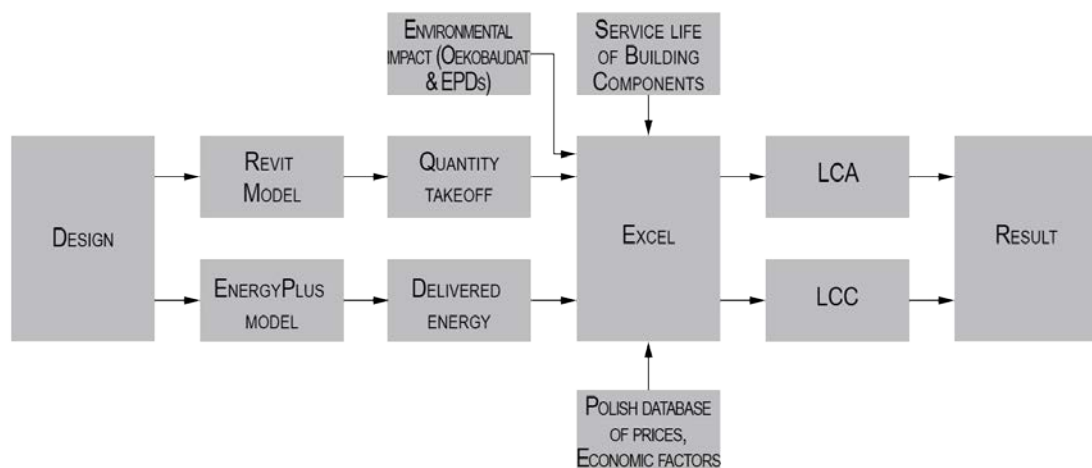 Environmental
impact (Oekobaudat
& EPDs)
Service life
of Building
Components
Design
Revit
Model
Quantity
takeoff
Excel
LCA
Result
EnergyPlus
model
Delivered
energy
LCC
Polish database
of prices,
Economic factors